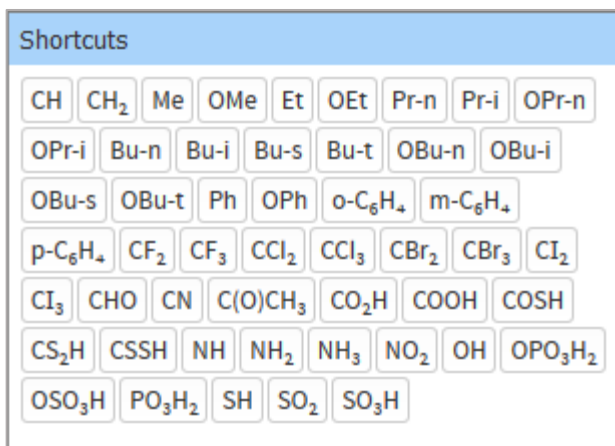 Shortcuts
CH CH₂ Me OMe Et OEt Pr-n Pr-i OPr-n
OPr-i Bu-n Bu-i Bu-s Bu-t OBu-n OBu-i
OBu-s OBu-t Ph OPh o-C₆H₄ m-C₆H₄
p-C₆H₄ CF₂ CF₃ CCl₂ CCl₃ CBr₂ CBr₃ CI₂
CI₃ CHO CN C(O)CH₃ CO₂H COOH COSH
CS₂H CSSH NH NH₂ NH₃ NO₂ OH OPO₃H₂
OSO₃H PO₃H₂ SH SO₂ SO₃H